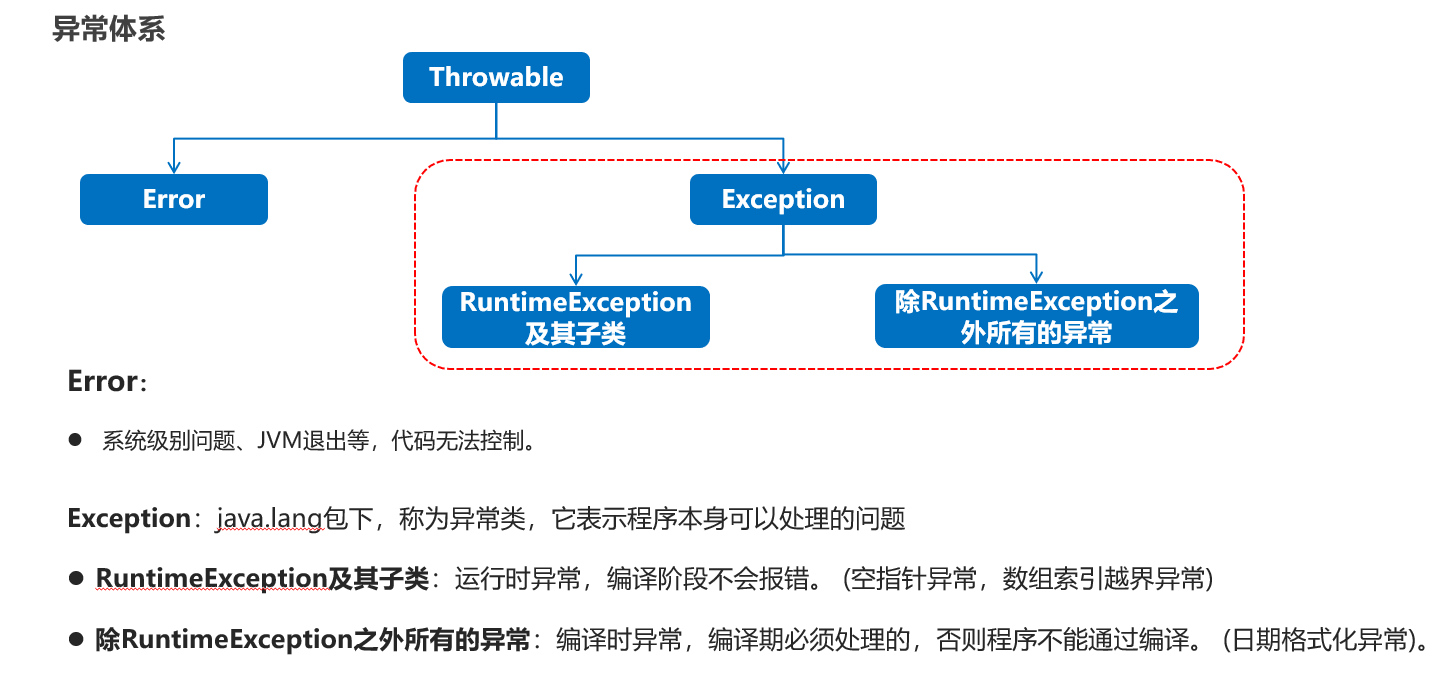 异常体系
Throwable
Error
Exception
RuntimeException
及其子类
除RuntimeException之
外所有的异常
Error：
● 系统级别问题、JVM退出等，代码无法控制。
Exception：java.lang包下，称为异常类，它表示程序本身可以处理的问题
● RuntimeException及其子类：运行时异常，编译阶段不会报错。 (空指针异常，数组索引越界异常)
● 除RuntimeException之外所有的异常：编译时异常，编译期必须处理的，否则程序不能通过编译。 (日期格式化异常)。